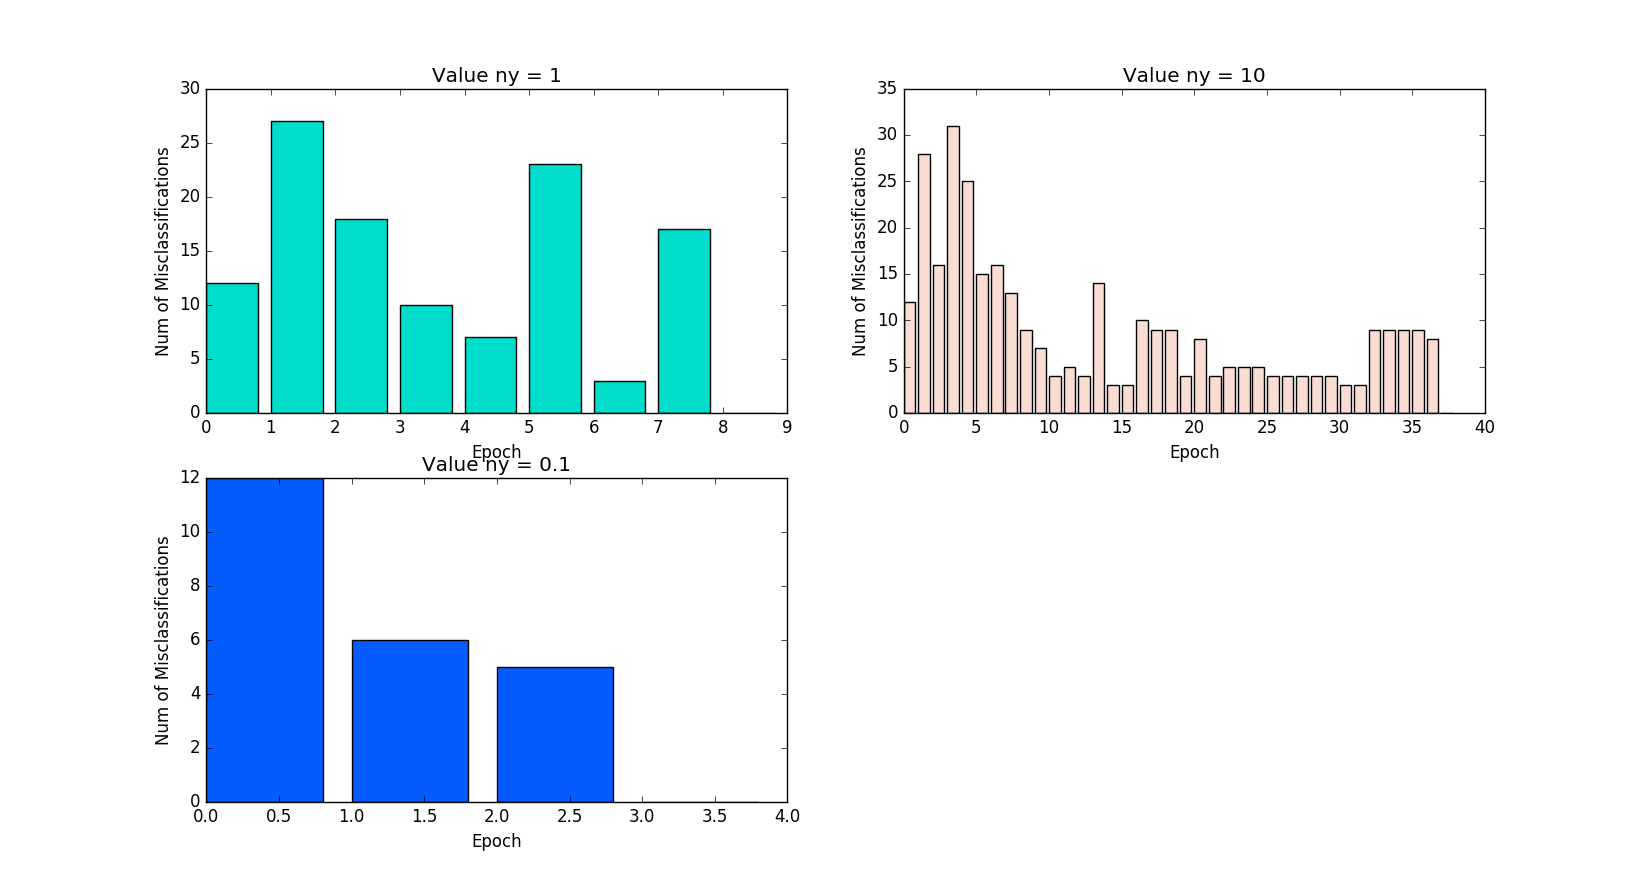 Value ny = 1
30
25
20
15
10
5
0
Num of Misclassifications
0 1 2 3 4 5 6 7 8 9
Epoch
Value ny = 10
35
30
25
20
15
10
5
0
Num of Misclassifications
0 5 10 15 20 25 30 35 40
Epoch
Value ny = 0.1
12
10
8
6
4
2
0
Num of Misclassifications
0.0 0.5 1.0 1.5 2.0 2.5 3.0 3.5 4.0
Epoch